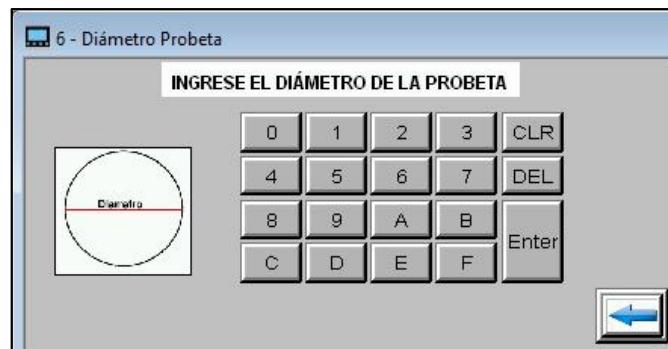 6 - Diámetro Probeta
INGRESE EL DIÁMETRO DE LA PROBETA
0 1 2 3 CLR
4 5 6 7 DEL
Diametro
8 9 A B
Enter
C D E F